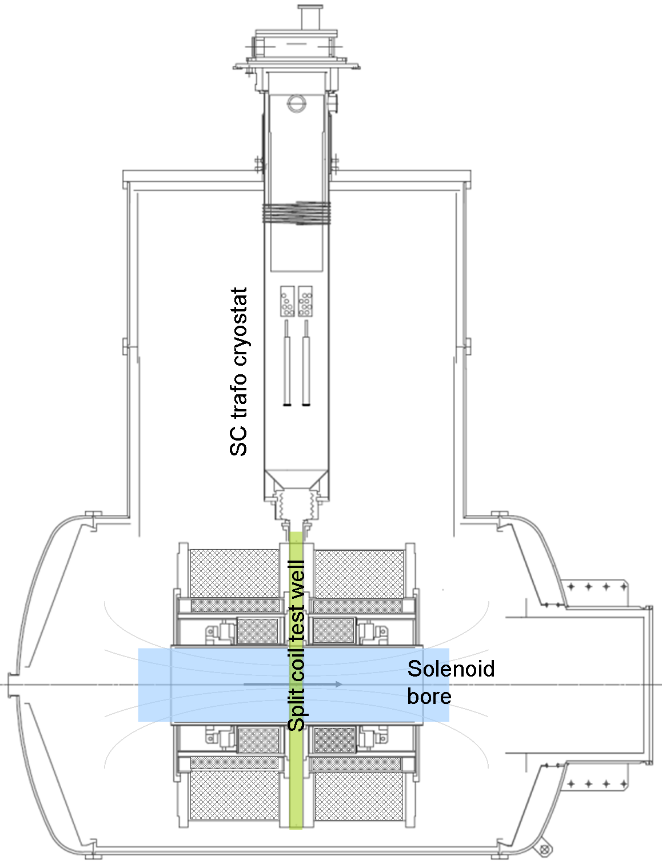 SC trafo cryostat
Split coil test well
Solenoid
bore